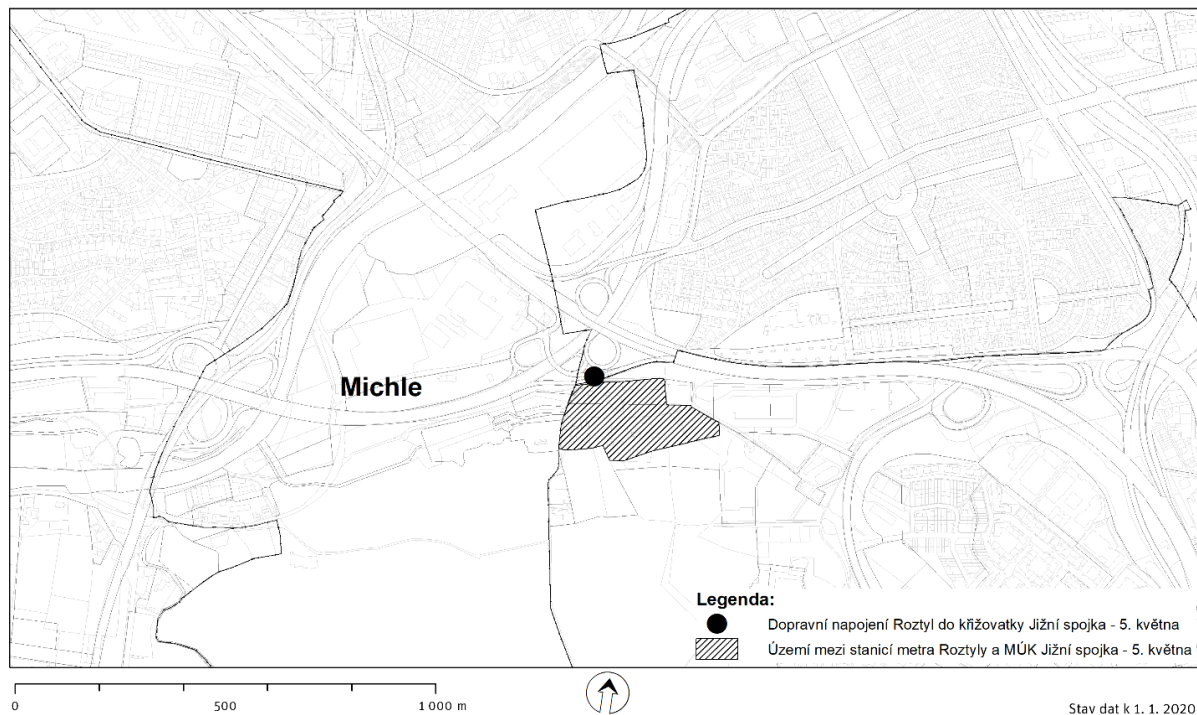 Michle
Legenda:
Dopravní napojení Roztyl do křižovatky Jižní spojka - 5. května
Území mezi stanicí metra Roztyly a MÚK Jižní spojka - 5. května
0 500 1 000 m
Stav dat k 1. 1. 2020